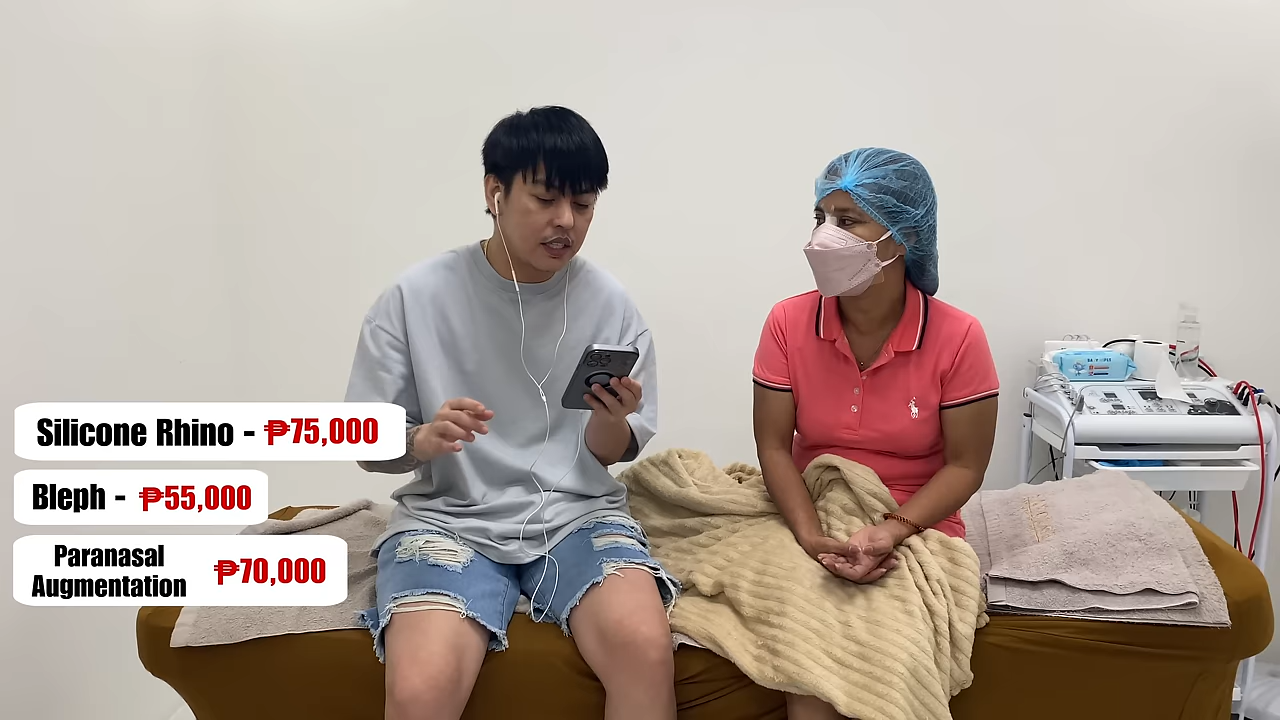 Silicone Rhino - ₱75,000
Bleph - ₱55,000
Paranasal
Augmentation ₱70,000